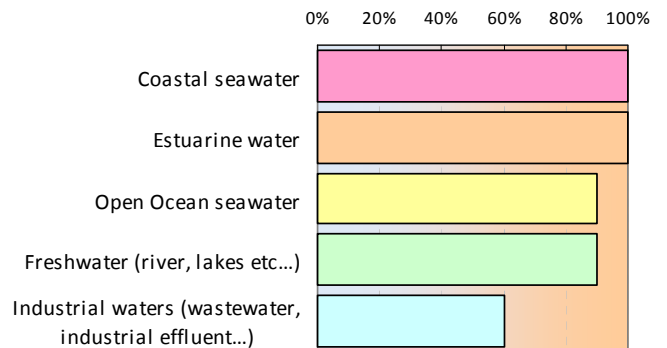 0% 20% 40% 60% 80% 100%
Coastal seawater
Estuarine water
Open Ocean seawater
Freshwater (river, lakes etc...)
Industrial waters (wastewater,
industrial effluent...)